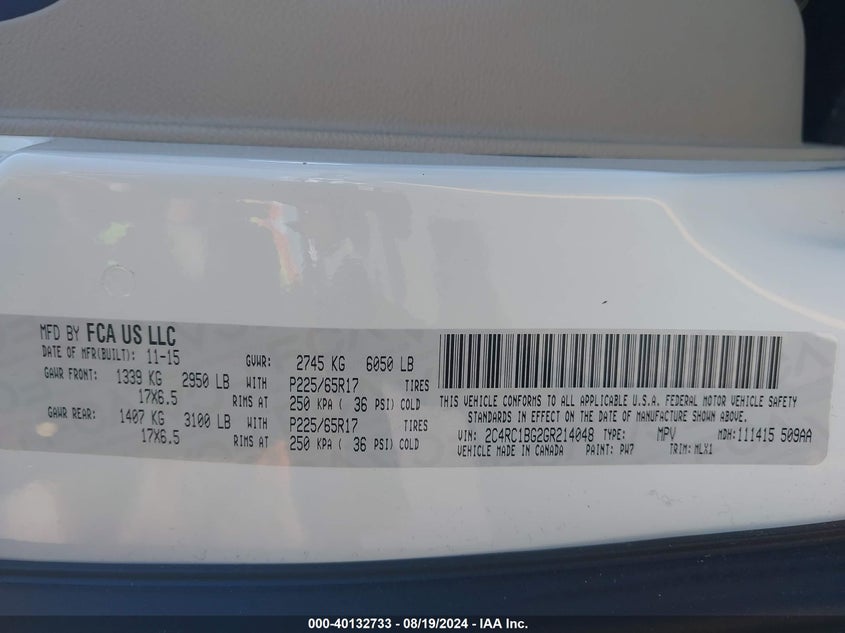 MFD BY FCA US LLC
DATE OF MFR(BUILT): 11-15 GVWR: 2745 KG 6050 LB
GAWR FRONT: 1339 KG 2950 LB WITH P225/65R17 TIRES
17X6.5 RIMS AT 250 KPA ( 36 PSI) COLD
GAWR REAR: 1407 KG 3100 LB WITH P225/65R17 TIRES
17X6.5 RIMS AT 250 KPA ( 36 PSI) COLD
THIS VEHICLE CONFORMS TO ALL APPLICABLE U.S.A. FEDERAL MOTOR VEHICLE SAFETY
STANDARDS IN EFFECT ON THE DATE OF MANUFACTURE SHOWN ABOVE.
VIN: 2C4RC1BG2GR214048 TYPE: MPV MDH: 111415 509AA
VEHICLE MADE IN CANADA PAINT: PW7 TRIM: MLX1
000-40132733 - 08/19/2024 - IAA Inc.